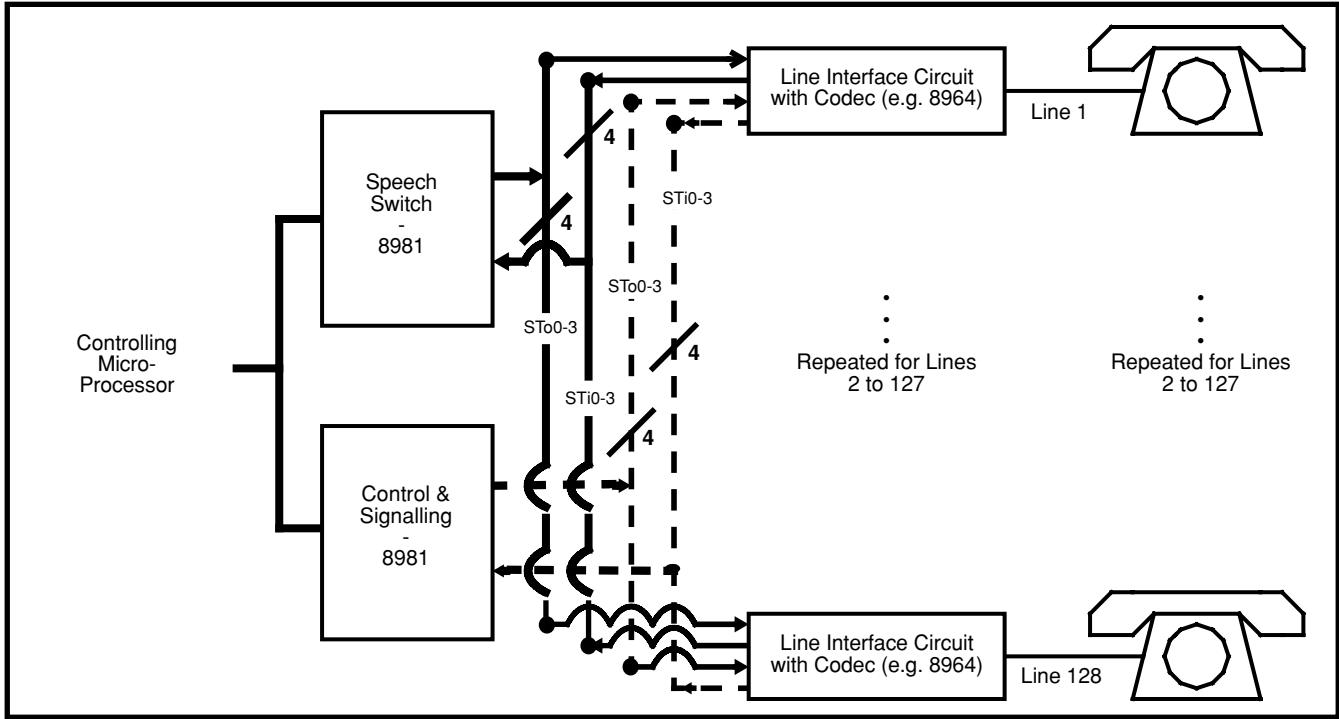 Line Interface Circuit
with Codec (e.g. 8964)
Line 1
4
Speech
Switch
-
8981
STi0-3
4
STo0-3
STo0-3
4
Controlling
Micro-
Processor
Repeated for Lines
2 to 127
Repeated for Lines
2 to 127
STi0-3
4
Control &
Signalling
-
8981
Line Interface Circuit
with Codec (e.g. 8964)
Line 128